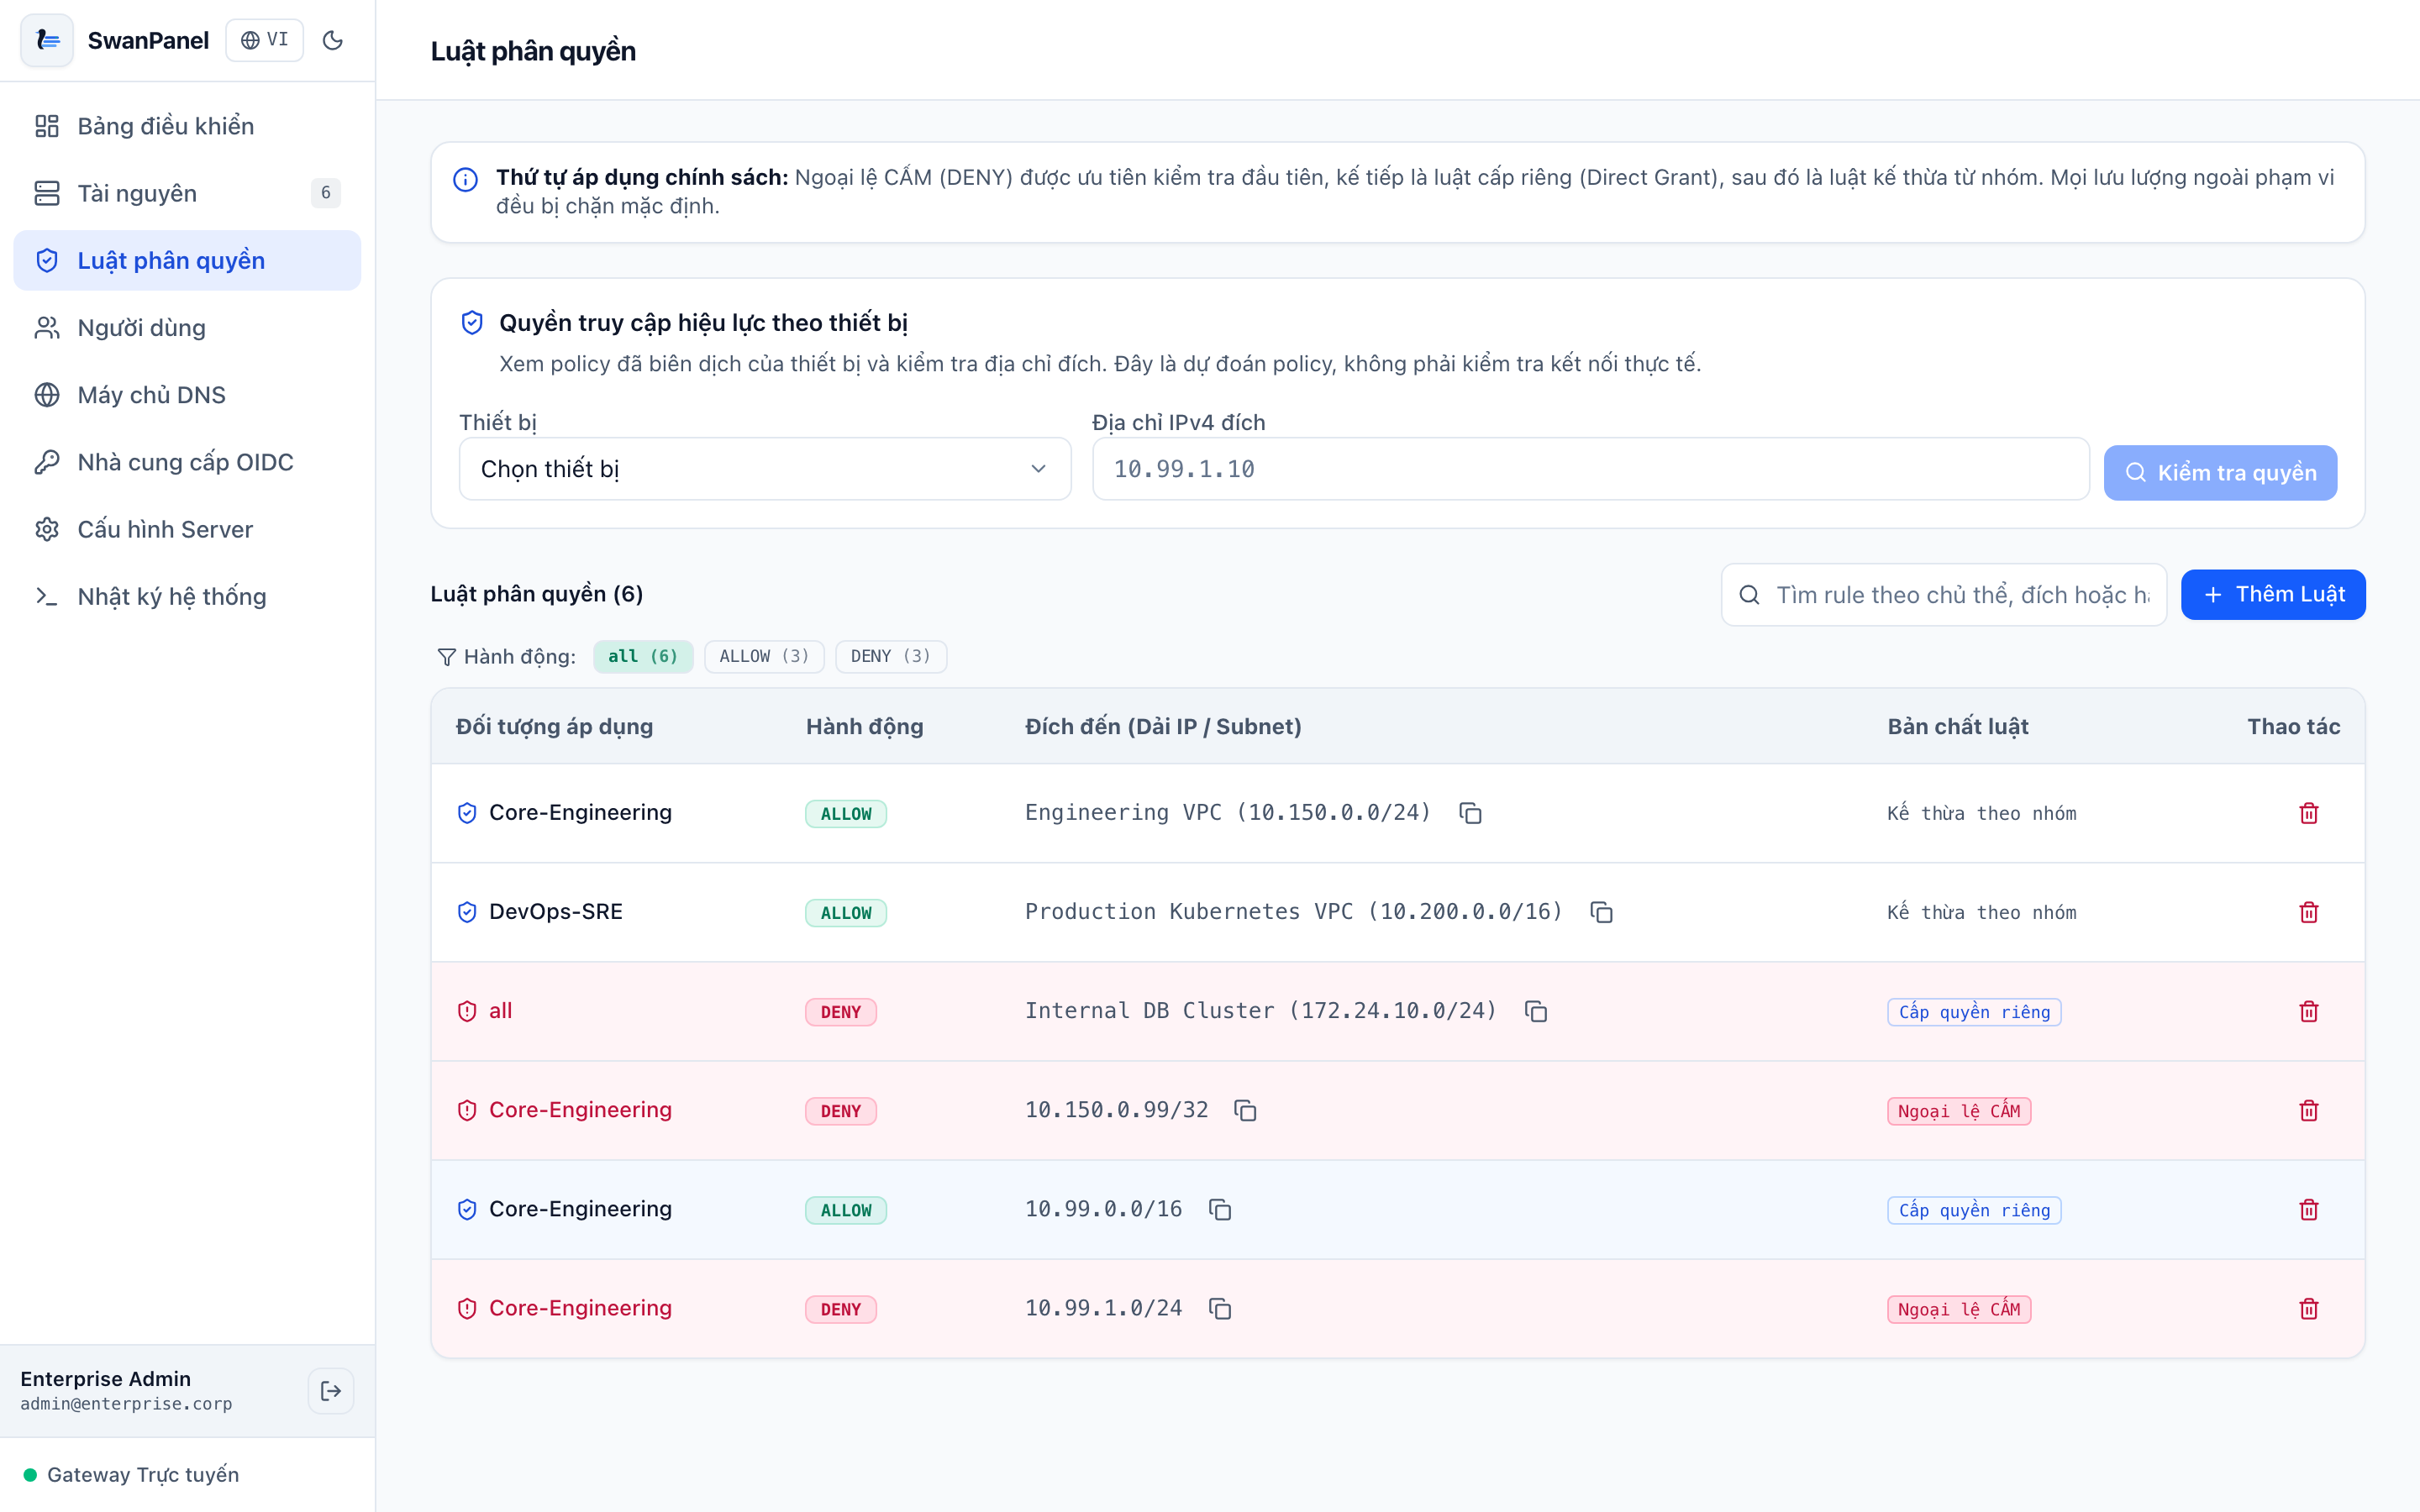 SwanPanel
VI
Bảng điều khiển
Tài nguyên
6
Luật phân quyền
Người dùng
Máy chủ DNS
Nhà cung cấp OIDC
Cấu hình Server
Nhật ký hệ thống
Enterprise Admin
admin@enterprise.corp
Gateway Trực tuyến
Luật phân quyền
Thứ tự áp dụng chính sách: Ngoại lệ CẤM (DENY) được ưu tiên kiểm tra đầu tiên, kế tiếp là luật cấp riêng (Direct Grant), sau đó là luật kế thừa từ nhóm. Mọi lưu lượng ngoài phạm vi
đều bị chặn mặc định.
Quyền truy cập hiệu lực theo thiết bị
Xem policy đã biên dịch của thiết bị và kiểm tra địa chỉ đích. Đây là dự đoán policy, không phải kiểm tra kết nối thực tế.
Thiết bị
Chọn thiết bị
Địa chỉ IPv4 đích
10.99.1.10
Kiểm tra quyền
Luật phân quyền (6)
Tìm rule theo chủ thể, đích hoặc
Thêm Luật
Hành động: all (6) ALLOW (3) DENY (3)
Đối tượng áp dụng Hành động Đích đến (Dải IP / Subnet) Bản chất luật Thao tác
Core-Engineering ALLOW Engineering VPC (10.150.0.0/24) Kế thừa theo nhóm
DevOps-SRE ALLOW Production Kubernetes VPC (10.200.0.0/16) Kế thừa theo nhóm
all DENY Internal DB Cluster (172.24.10.0/24) Cấp quyền riêng
Core-Engineering DENY 10.150.0.99/32 Ngoại lệ CẤM
Core-Engineering ALLOW 10.99.0.0/16 Cấp quyền riêng
Core-Engineering DENY 10.99.1.0/24 Ngoại lệ CẤM